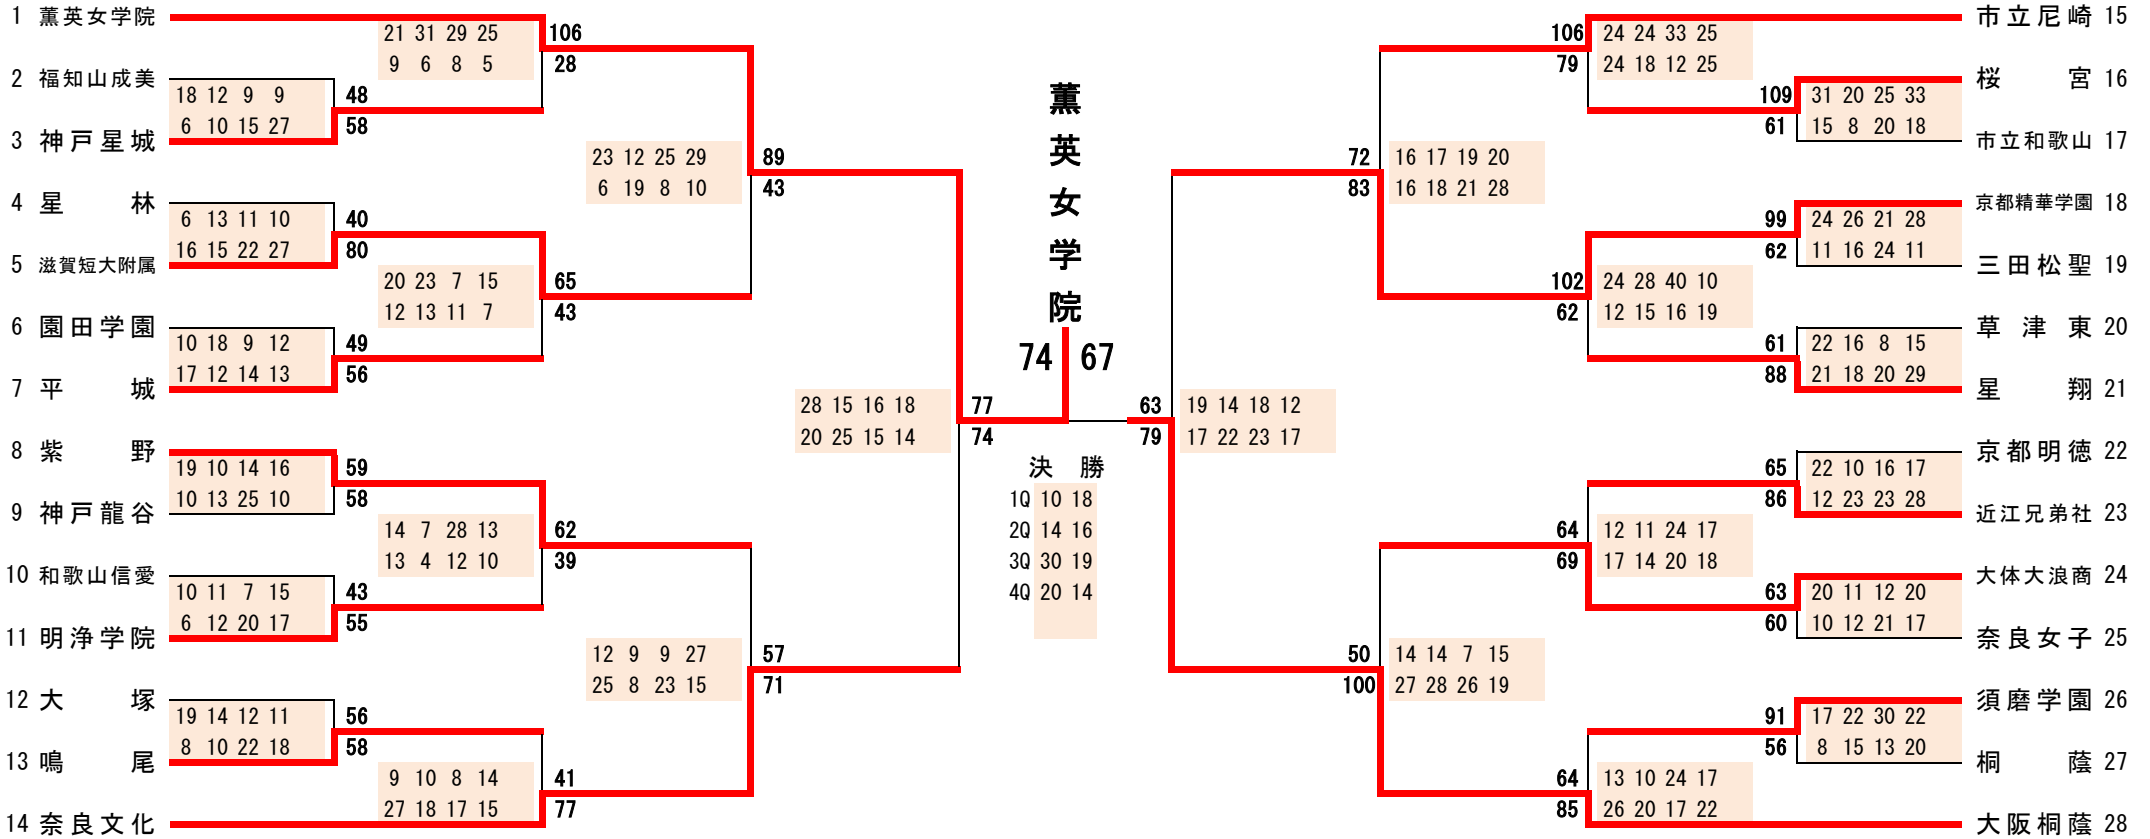 1 薫英女学院
21 31 29 25
9 6 8 5
106
28
2 福知山成美
18 12 9 9
6 10 15 27
48
58
3 神戸星城
23 12 25 29
6 19 8 10
89
43
4 星 林
6 13 11 10
16 15 22 27
40
80
5 滋賀短大附属
20 23 7 15
12 13 11 7
65
43
6 園田学園
10 18 9 12
17 12 14 13
49
56
7 平 城
28 15 16 18
20 25 15 14
77
74
8 紫 野
19 10 14 16
10 13 25 10
59
58
9 神戸龍谷
14 7 28 13
13 4 12 10
62
39
10 和歌山信愛
10 11 7 15
6 12 20 17
43
55
11 明浄学院
12 9 9 27
25 8 23 15
57
71
12 大 塚
19 14 12 11
8 10 22 18
56
58
13 鳴 尾
9 10 8 14
27 18 17 15
41
77
14 奈良文化
薫英女学院
74 67
決 勝
1Q 10 18
2Q 14 16
3Q 30 19
4Q 20 14
市立尼崎 15
106
79
24 24 33 25
24 18 12 25
桜 宮 16
109
61
31 20 25 33
15 8 20 18
市立和歌山 17
72
83
16 17 19 20
16 18 21 28
京都精華学園 18
99
62
24 26 21 28
11 16 24 11
三田松聖 19
102
62
24 28 40 10
12 15 16 19
草津東 20
61
88
22 16 8 15
21 18 20 29
星 翔 21
63
79
19 14 18 12
17 22 23 17
京都明徳 22
65
86
22 10 16 17
12 23 23 28
近江兄弟社 23
64
69
12 11 24 17
17 14 20 18
大体大浪商 24
63
60
20 11 12 20
10 12 21 17
奈良女子 25
50
100
14 14 7 15
27 28 26 19
須磨学園 26
91
56
17 22 30 22
8 15 13 20
桐 蔭 27
64
85
13 10 24 17
26 20 17 22
大阪桐蔭 28